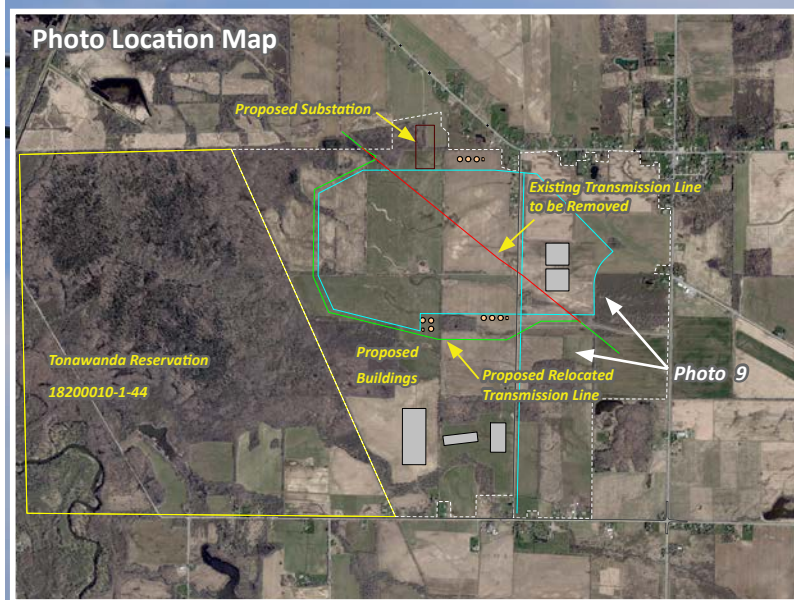 Photo Location Map
Proposed Substation
Existing Transmission Line
to be Removed
Tonawanda Reservation
18200010-1-44
Proposed
Buildings
Proposed Relocated
Transmission Line
Photo 9